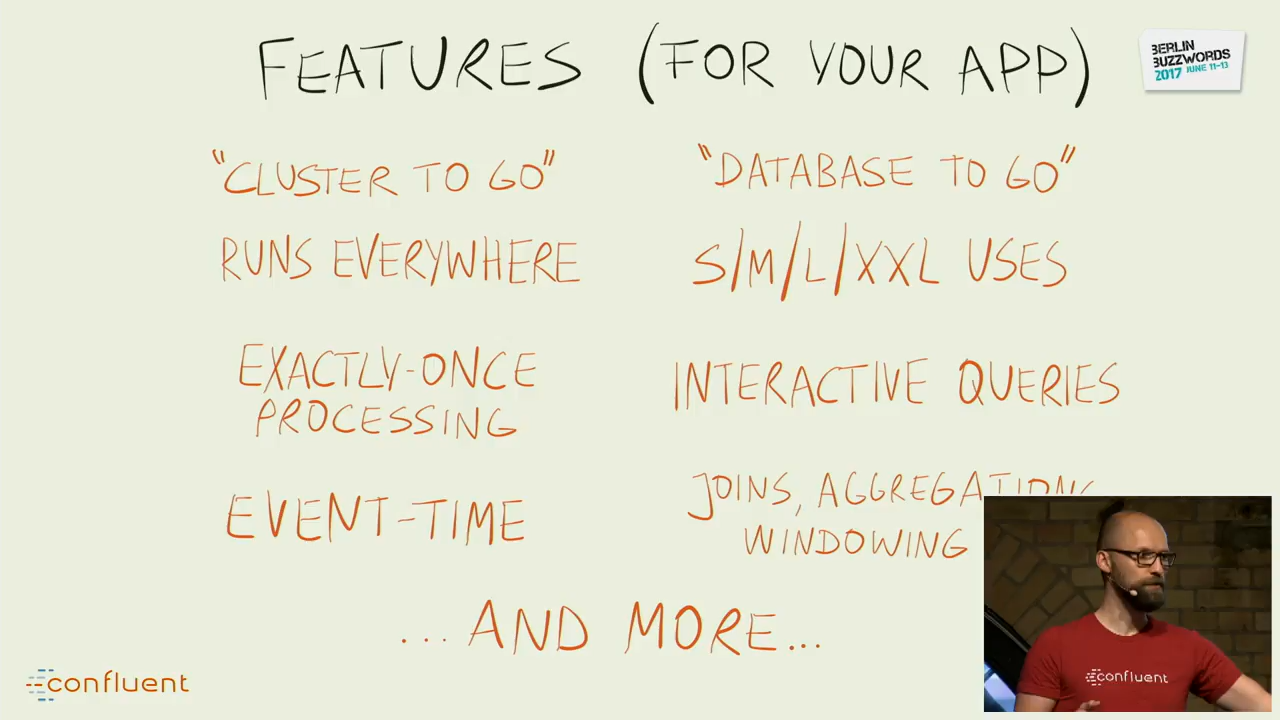 FEATURES (FOR YOUR APP)
BERLIN
BUZZWORDS
2017 JUNE 11-13
"CLUSTER TO GO"
"DATABASE TO GO"
RUNS EVERYWHERE
S/M/L/XXL USES
EXACTLY-ONCE
PROCESSING
INTERACTIVE QUERIES
EVENT-TIME
JOINS, AGGREGATIONS
WINDOWING
...AND MORE...
confluent
confluent